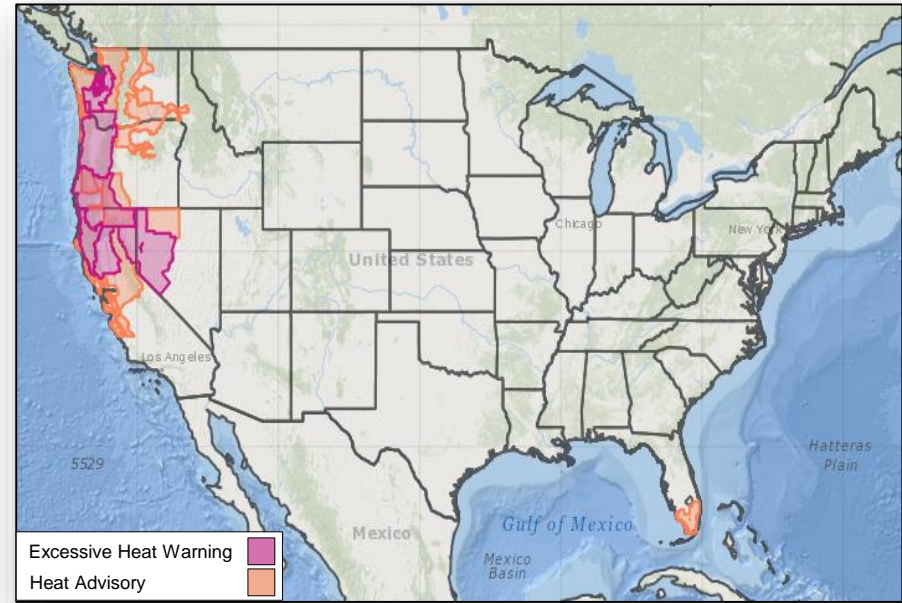 Chicago
New York
United States
Los Angeles
5529
Hatteras
Plain
Gulf of Mexico
Mexico
Mexico
Basin
Excessive Heat Warning
Heat Advisory